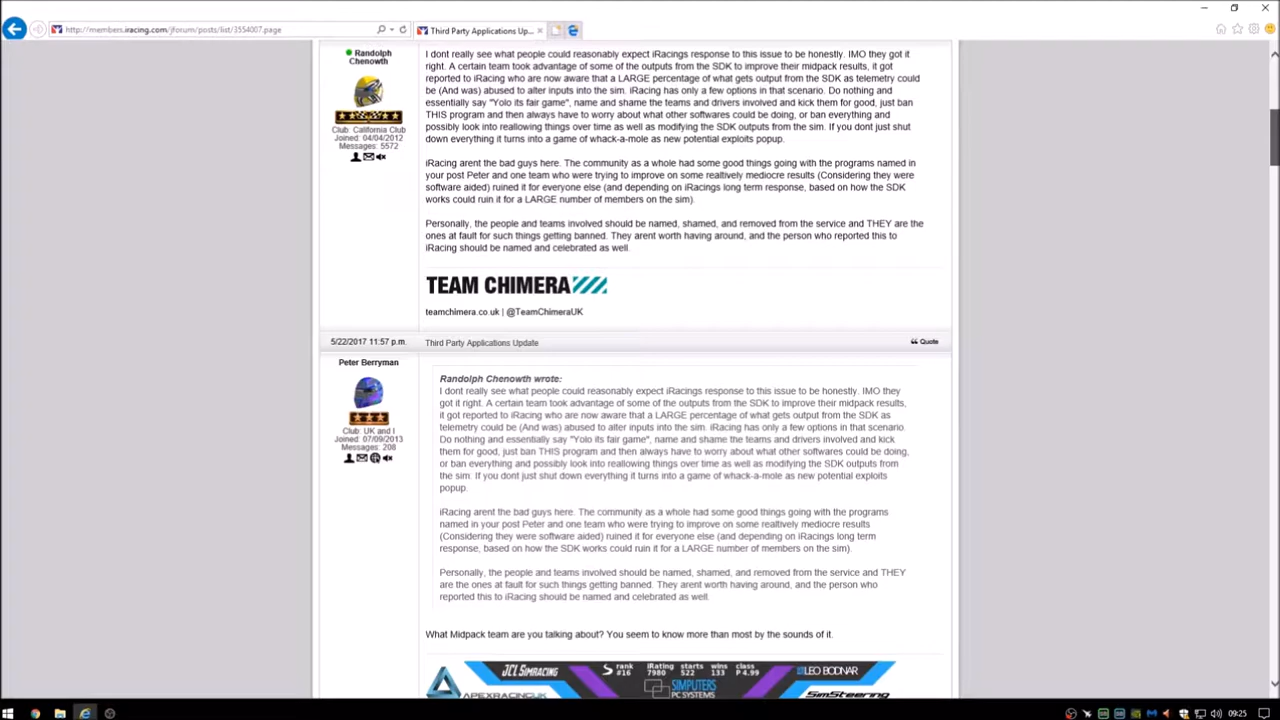 http://members.iracing.com/jforum/posts/list/3554007.page
Third Party Applications Up...
Randolph
Chenowth
Club: California Club
Joined: 04/04/2012
Messages: 5572
I dont really see what people could reasonably expect iRacings response to this issue to be honestly. IMO they got it
right. A certain team took advantage of some of the outputs from the SDK to improve their midpack results, it got
reported to iRacing who are now aware that a LARGE percentage of what gets output from the SDK as telemetry could
be (And was) abused to alter inputs into the sim. iRacing has only a few options in that scenario. Do nothing and
essentially say "Yolo its fair game", name and shame the teams and drivers involved and kick them for good, just ban
THIS program and then always have to worry about what other softwares could be doing, or ban everything and
possibly look into reallowing things over time as well as modifying the SDK outputs from the sim. If you dont just shut
down everything it turns into a game of whack-a-mole as new potential exploits popup.
iRacing arent the bad guys here. The community as a whole had some good things going with the programs named in
your post Peter and one team who were trying to improve on some realtively mediocre results (Considering they were
software aided) ruined it for everyone else (and depending on iRacings long term response, based on how the SDK
works could ruin it for a LARGE number of members on the sim).
Personally, the people and teams involved should be named, shamed, and removed from the service and THEY are the
ones at fault for such things getting banned. They arent worth having around, and the person who reported this to
iRacing should be named and celebrated as well.
TEAM CHIMERA
teamchimera.co.uk | @TeamChimeraUK
5/22/2017 11:57 p.m.
Third Party Applications Update
Quote
Peter Berryman
Club: UK and I
Joined: 07/09/2013
Messages: 208
Randolph Chenowth wrote:
I dont really see what people could reasonably expect iRacings response to this issue to be honestly. IMO they
got it right. A certain team took advantage of some of the outputs from the SDK to improve their midpack results,
it got reported to iRacing who are now aware that a LARGE percentage of what gets output from the SDK as
telemetry could be (And was) abused to alter inputs into the sim. iRacing has only a few options in that scenario.
Do nothing and essentially say "Yolo its fair game", name and shame the teams and drivers involved and kick
them for good, just ban THIS program and then always have to worry about what other softwares could be doing,
or ban everything and possibly look into reallowing things over time as well as modifying the SDK outputs from
the sim. If you dont just shut down everything it turns into a game of whack-a-mole as new potential exploits
popup.
iRacing arent the bad guys here. The community as a whole had some good things going with the programs
named in your post Peter and one team who were trying to improve on some realtively mediocre results
(Considering they were software aided) ruined it for everyone else (and depending on iRacings long term
response, based on how the SDK works could ruin it for a LARGE number of members on the sim).
Personally, the people and teams involved should be named, shamed, and removed from the service and THEY
are the ones at fault for such things getting banned. They arent worth having around, and the person who
reported this to iRacing should be named and celebrated as well.
What Midpack team are you talking about? You seem to know more than most by the sounds of it.
JCL SIMRACING S rank #16 iRating 7980 starts 522 wins 133 class P 4.99 LEO BODNAR
APEXRACINGUK SIMPUTERS PC SYSTEMS SIMSTEERING
09:25